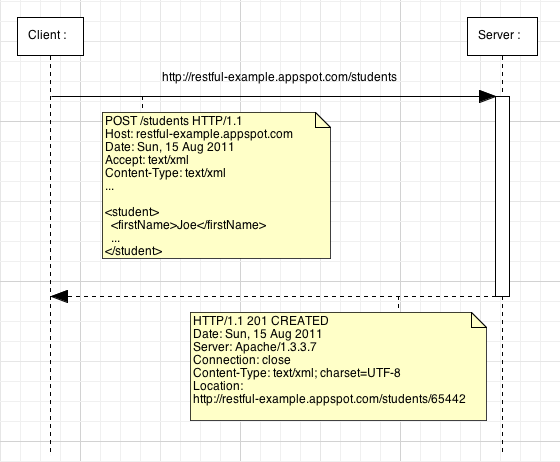 Client :
Server :
http://restful-example.appspot.com/students
POST /students HTTP/1.1
Host: restful-example.appspot.com
Date: Sun, 15 Aug 2011
Accept: text/xml
Content-Type: text/xml
...
<student>
<firstName>Joe</firstName>
...
</student>
HTTP/1.1 201 CREATED
Date: Sun, 15 Aug 2011
Server: Apache/1.3.3.7
Connection: close
Content-Type: text/xml; charset=UTF-8
Location:
http://restful-example.appspot.com/students/65442